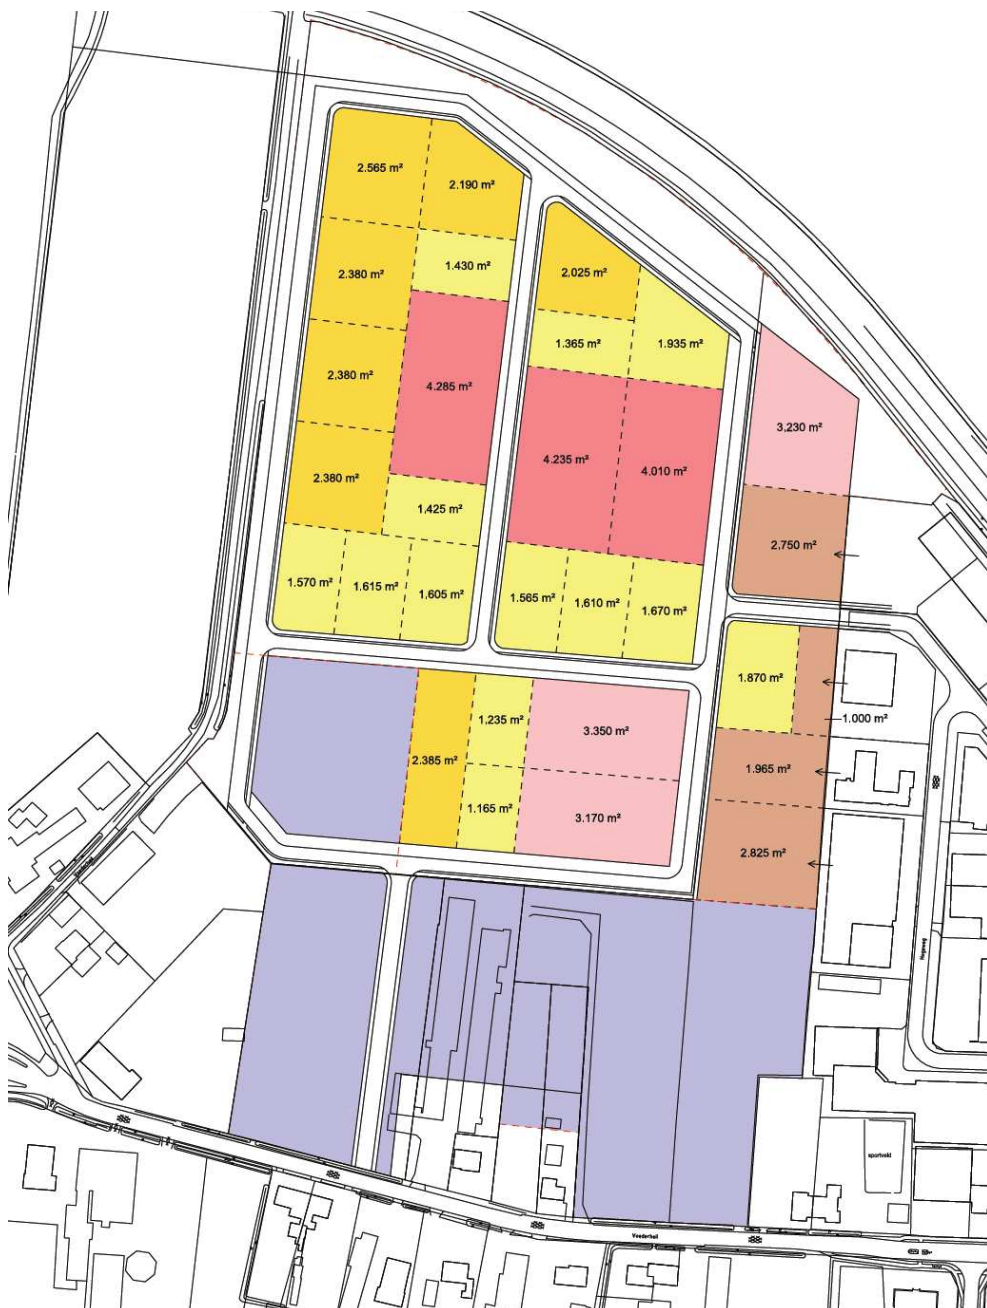 2.565 m²
2.190 m²
2.380 m²
1.430 m²
2.025 m²
1.365 m²
1.935 m²
2.380 m²
4.285 m²
3.230 m²
4.235 m²
4.010 m²
2.380 m²
1.425 m²
2.750 m²
1.570 m²
1.615 m²
1.605 m²
1.565 m²
1.610 m²
1.670 m²
1.870 m²
1.000 m²
1.235 m²
3.350 m²
2.385 m²
1.965 m²
1.165 m²
3.170 m²
2.825 m²
sportveld